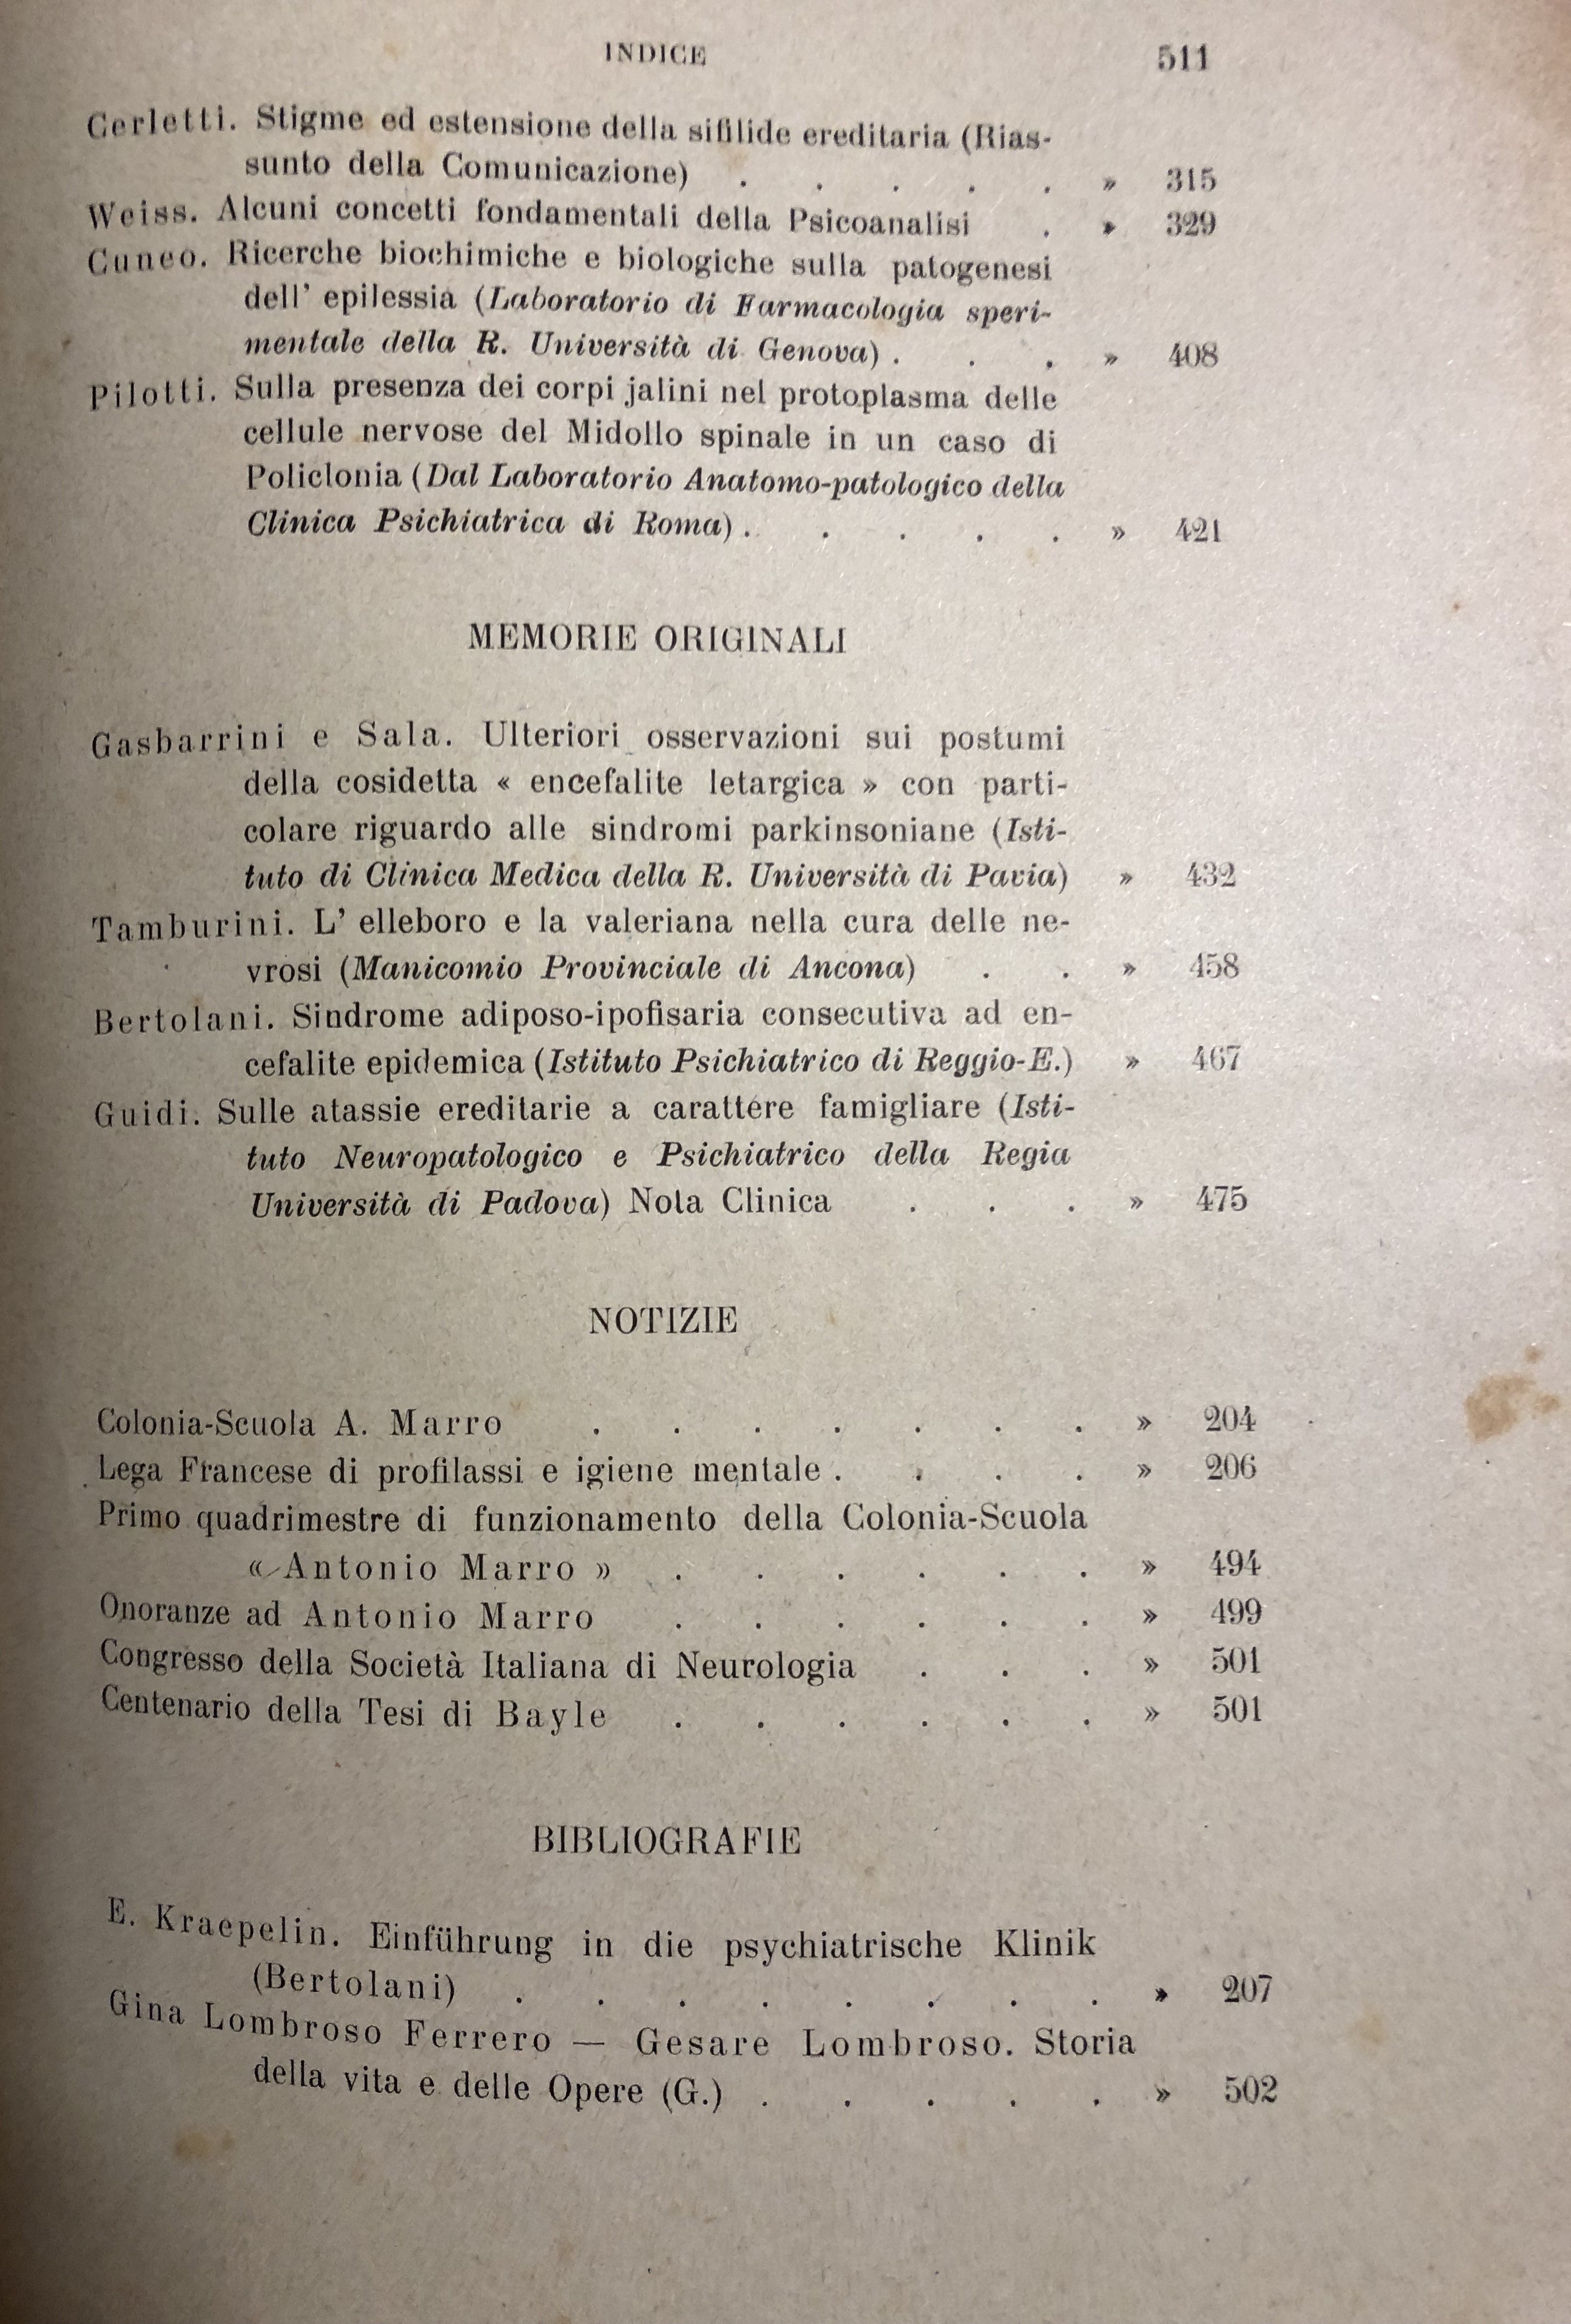 INDICE 511
Cerletti. Stigme ed estensione della sifilide ereditaria (Rias-
sunto della Comunicazione) . . . . . » 315
Weiss. Alcuni concetti fondamentali della Psicoanalisi . » 329
Cuneo. Ricerche biochimiche e biologiche sulla patogenesi
dell' epilessia (Laboratorio di Farmacologia speri-
mentale della R. Università di Genova) . . . » 408
Pilotti. Sulla presenza dei corpi jalini nel protoplasma delle
cellule nervose del Midollo spinale in un caso di
Policlonia (Dal Laboratorio Anatomo-patologico della
Clinica Psichiatrica di Roma) . . . . . » 421
MEMORIE ORIGINALI
Gasbarrini e Sala. Ulteriori osservazioni sui postumi
della cosidetta « encefalite letargica » con parti-
colare riguardo alle sindromi parkinsoniane (Isti-
tuto di Clinica Medica della R. Università di Pavia) » 432
Tamburini. L' elleboro e la valeriana nella cura delle ne-
vrosi (Manicomio Provinciale di Ancona) . . » 458
Bertolani. Sindrome adiposo-ipofisaria consecutiva ad en-
cefalite epidemica (Istituto Psichiatrico di Reggio-E.) » 467
Guidi. Sulle atassie ereditarie a carattere famigliare (Isti-
tuto Neuropatologico e Psichiatrico della Regia
Università di Padova) Nota Clinica . . . » 475
NOTIZIE
Colonia-Scuola A. Marro . . . . . . . » 204
Lega Francese di profilassi e igiene mentale . . . . » 206
Primo quadrimestre di funzionamento della Colonia-Scuola
« Antonio Marro » . . . . . . » 494
Onoranze ad Antonio Marro . . . . . . » 499
Congresso della Società Italiana di Neurologia . . . » 501
Centenario della Tesi di Bayle . . . . . . » 501
BIBLIOGRAFIE
E. Kraepelin. Einführung in die psychiatrische Klinik
(Bertolani) . . . . . . . . » 207
Gina Lombroso Ferrero — Gesare Lombroso. Storia
della vita e delle Opere (G.) . . . . . » 502